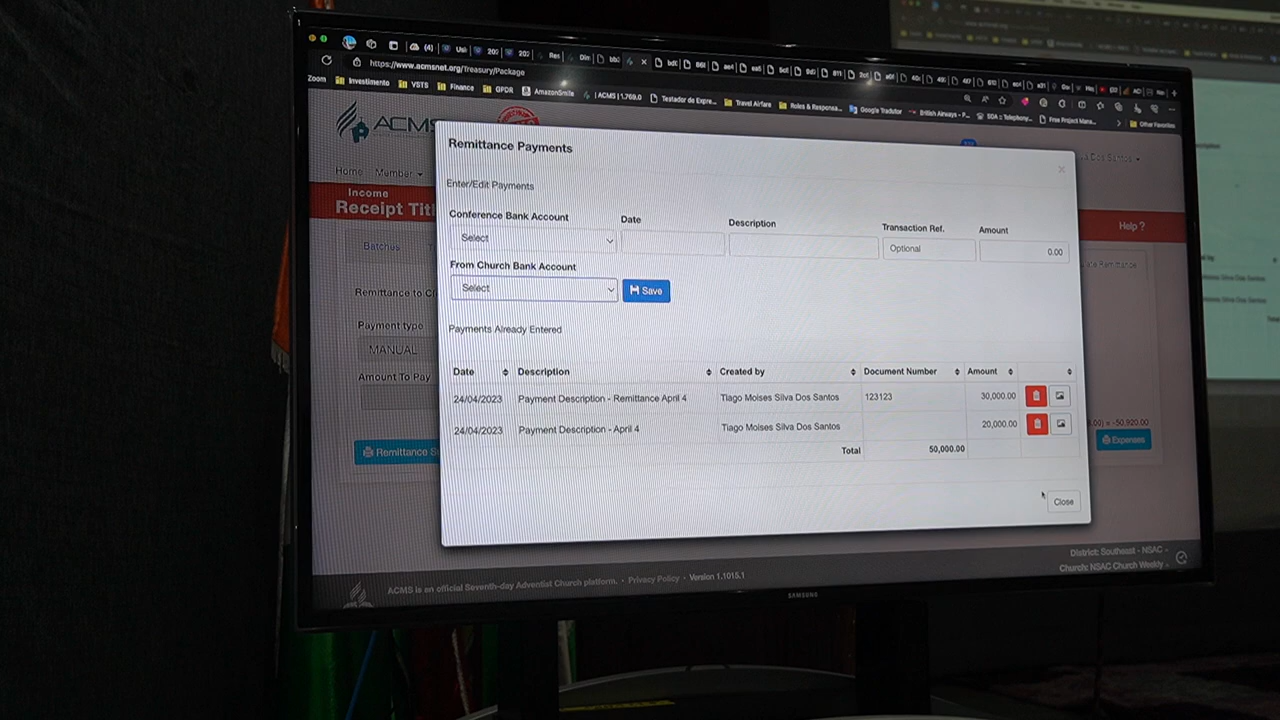 https://www.acmsnet.org/Treasury/Package
Zoom Investimento VSTS Finance GPDR AmazonSmile | ACMS | 1.769.0 Testador de Expre... Travel Airfare Roles & Responsa... Google Tradutor British Airways - P... SDA :: Telephony... Free Project Mana... Other Favorites
ACMS
Home Member
Income
Receipt Titl
Help ?
Batches
Remittance to C
Payment type
MANUAL
Amount To Pay
Remittance S
Remittance Payments
Enter/Edit Payments
Conference Bank Account Date Description Transaction Ref. Amount
Select Optional 0.00
From Church Bank Account
Select Save
Payments Already Entered
Date Description Created by Document Number Amount
24/04/2023 Payment Description - Remittance April 4 Tiago Moises Silva Dos Santos 123123 30,000.00
24/04/2023 Payment Description - April 4 Tiago Moises Silva Dos Santos 20,000.00
Total 50,000.00
Close
= -50,920.00
Expenses
District: Southeast - NSAC -
Church: NSAC Church Weekly -
ACMS is an official Seventh-day Adventist Church platform. - Privacy Policy - Version 1.1015.1
SAMSUNG